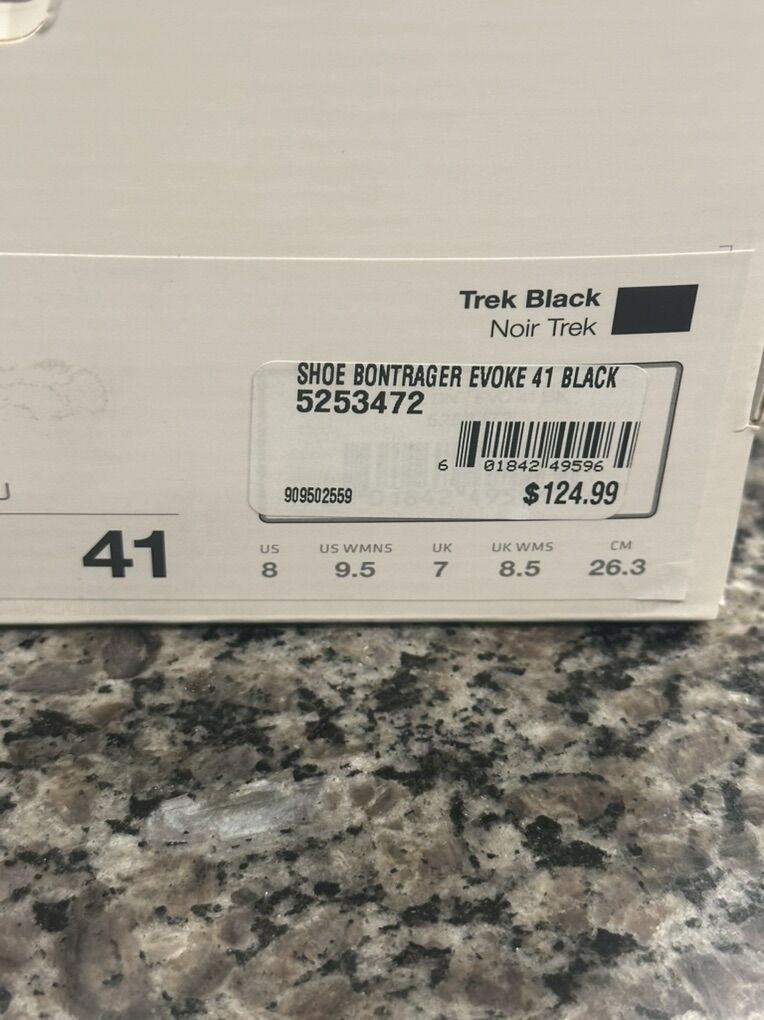 Trek Black
Noir Trek
SHOE BONTRAGER EVOKE 41 BLACK
5253472
6 01842 49596
909502559
$124.99
41
US
US WMNS
UK
UK WMS
CM
8
9.5
7
8.5
26.3